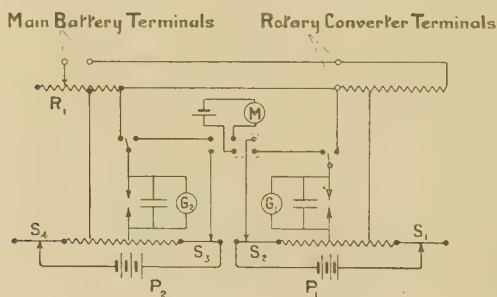 Main Battery Terminals
Rotary Converter Terminals
R1
M
G2
G1
S4
S3
S2
S1
P2
P1